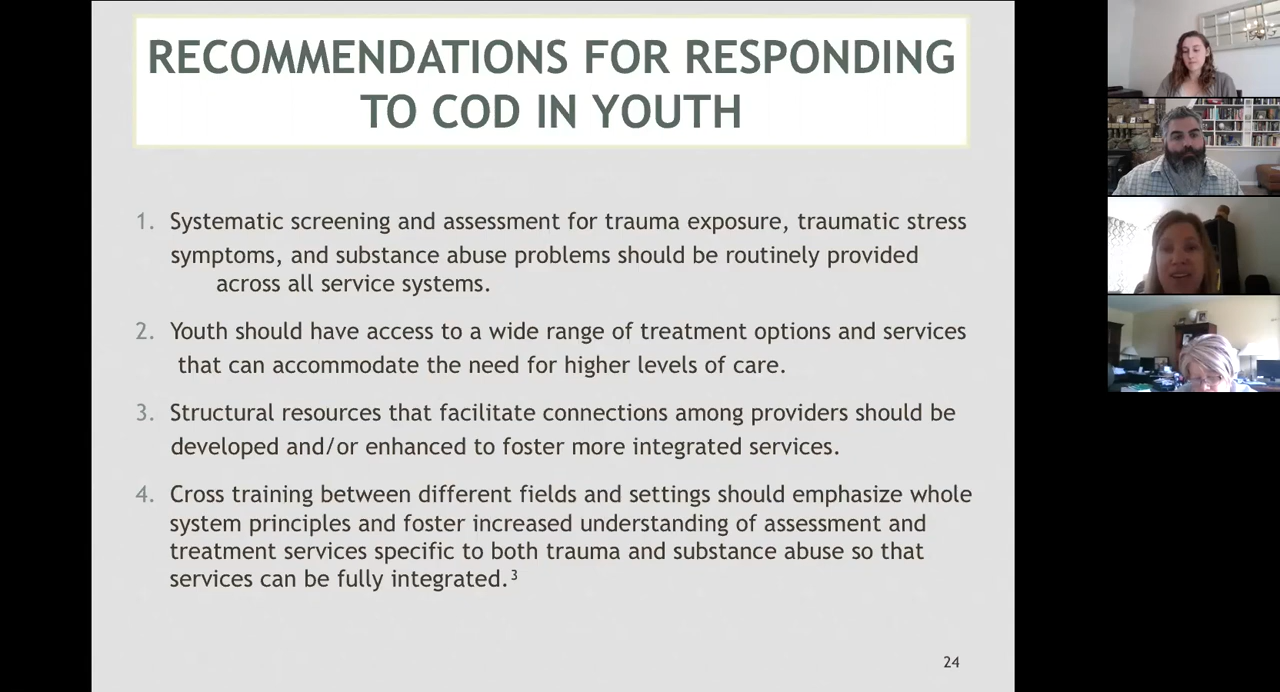 RECOMMENDATIONS FOR RESPONDING
TO COD IN YOUTH
1. Systematic screening and assessment for trauma exposure, traumatic stress
symptoms, and substance abuse problems should be routinely provided
across all service systems.
2. Youth should have access to a wide range of treatment options and services
that can accommodate the need for higher levels of care.
3. Structural resources that facilitate connections among providers should be
developed and/or enhanced to foster more integrated services.
4. Cross training between different fields and settings should emphasize whole
system principles and foster increased understanding of assessment and
treatment services specific to both trauma and substance abuse so that
services can be fully integrated.³
24